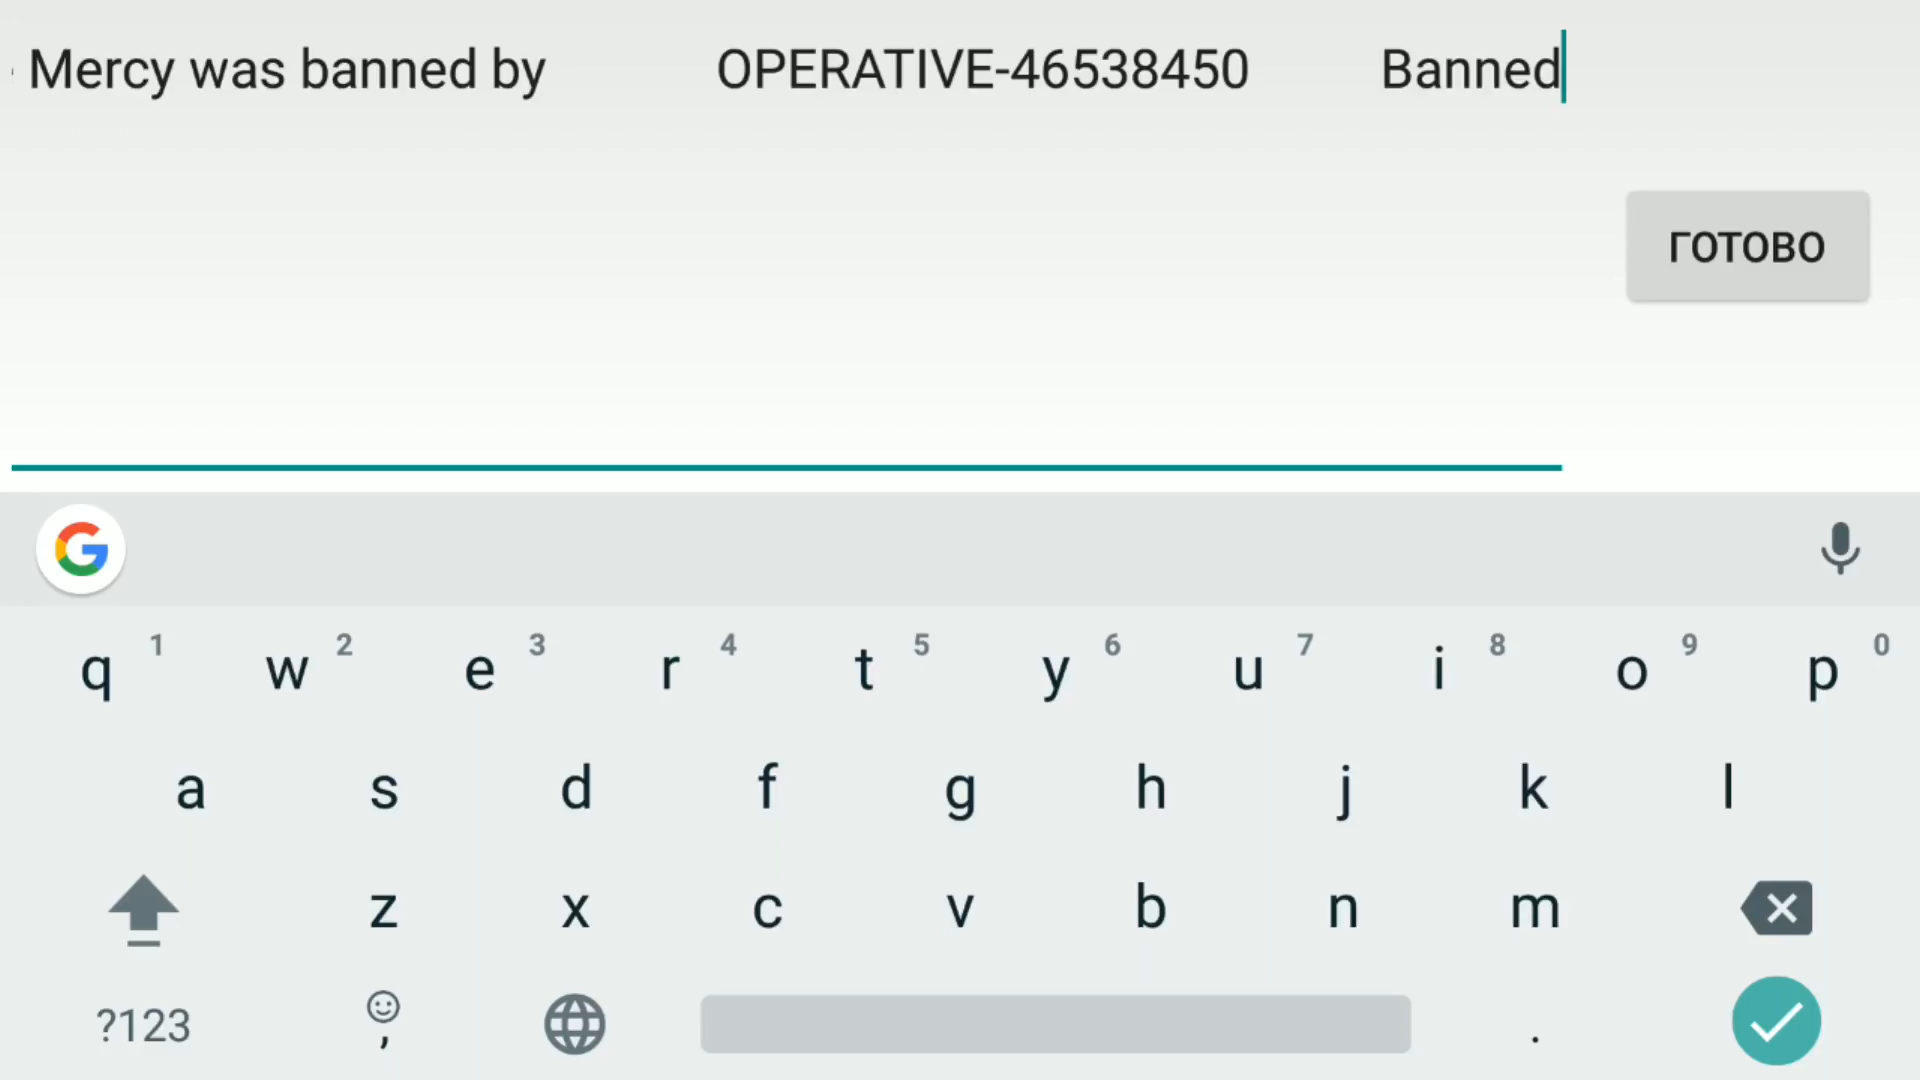 Mercy was banned by OPERATIVE-46538450 Banned
ГОТОВО
G
q 1 w 2 e 3 r 4 t 5 y 6 u 7 i 8 o 9 p 0
a s d f g h j k l
z x c v b n m
?123 , .